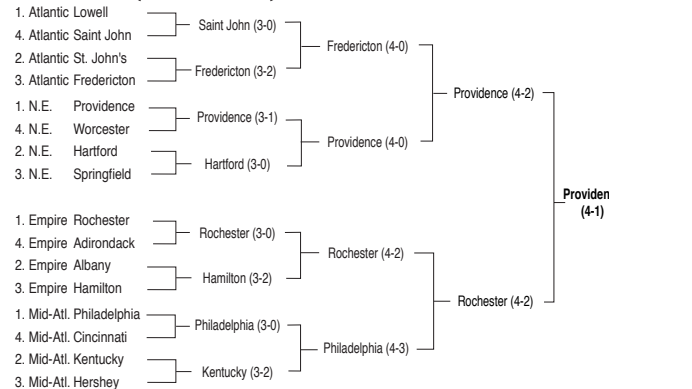 1. Atlantic Lowell
4. Atlantic Saint John
Saint John (3-0)
2. Atlantic St. John's
3. Atlantic Fredericton
Fredericton (3-2)
Fredericton (4-0)
1. N.E. Providence
4. N.E. Worcester
Providence (3-1)
2. N.E. Hartford
3. N.E. Springfield
Hartford (3-0)
Providence (4-0)
Providence (4-2)
1. Empire Rochester
4. Empire Adirondack
Rochester (3-0)
2. Empire Albany
3. Empire Hamilton
Hamilton (3-2)
Rochester (4-2)
1. Mid-Atl. Philadelphia
4. Mid-Atl. Cincinnati
Philadelphia (3-0)
2. Mid-Atl. Kentucky
3. Mid-Atl. Hershey
Kentucky (3-2)
Philadelphia (4-3)
Rochester (4-2)
Providen
(4-1)